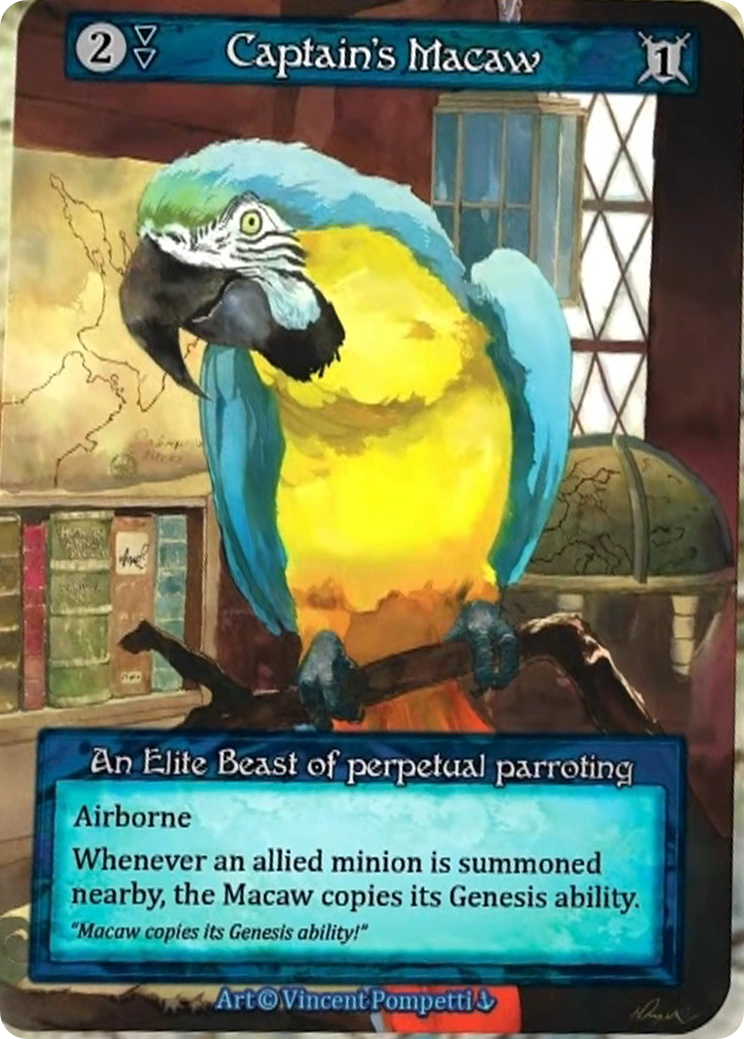 2
Captain's Macaw
1
An Elite Beast of perpetual parroting
Airborne
Whenever an allied minion is summoned
nearby, the Macaw copies its Genesis ability.
"Macaw copies its Genesis ability!"
Art © Vincent Pompetti